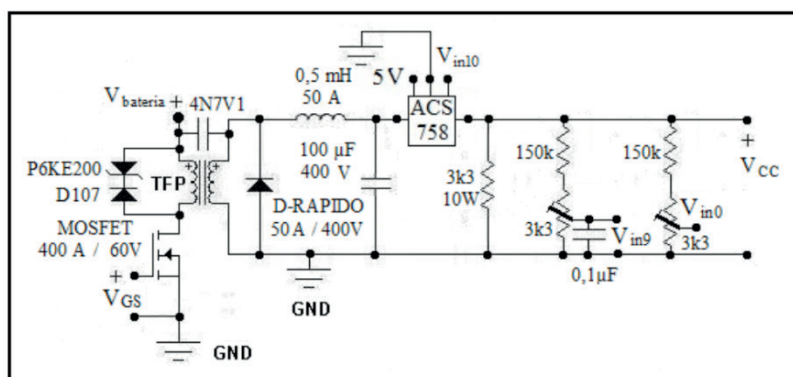 V_in10
0,5 mH
50 A
5 V
ACS
758
V_bateria +
4N7V1
P6KE200
D107
TFP
+
+
100 µF
400 V
3k3
10W
150k
150k
+
V_CC
MOSFET
400 A / 60V
D-RAPIDO
50A / 400V
3k3
V_in9
V_in0
3k3
+
V_GS
0,1µF
GND
GND